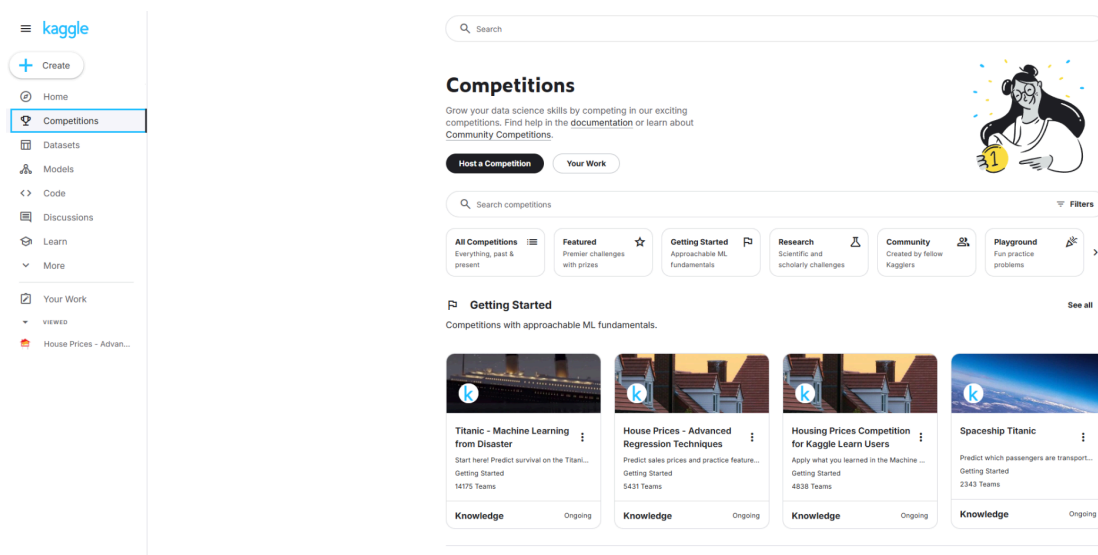 kaggle
Create
Home
Competitions
Datasets
Models
Code
Discussions
Learn
More
Your Work
VIEWED
House Prices - Advan...
Search
Competitions
Grow your data science skills by competing in our exciting
competitions. Find help in the documentation or learn about
Community Competitions.
Host a Competition
Your Work
Search competitions
Filters
All Competitions
Everything, past &
present
Featured
Premier challenges
with prizes
Getting Started
Approachable ML
fundamentals
Research
Scientific and
scholarly challenges
Community
Created by fellow
Kagglers
Playground
Fun practice
problems
Getting Started
See all
Competitions with approachable ML fundamentals.
k
Titanic - Machine Learning
from Disaster
Start here! Predict survival on the Titani...
Getting Started
14175 Teams
Knowledge Ongoing
k
House Prices - Advanced
Regression Techniques
Predict sales prices and practice feature...
Getting Started
5431 Teams
Knowledge Ongoing
k
Housing Prices Competition
for Kaggle Learn Users
Apply what you learned in the Machine ...
Getting Started
4838 Teams
Knowledge Ongoing
k
Spaceship Titanic
Predict which passengers are transport...
Getting Started
2343 Teams
Knowledge Ongoing
1